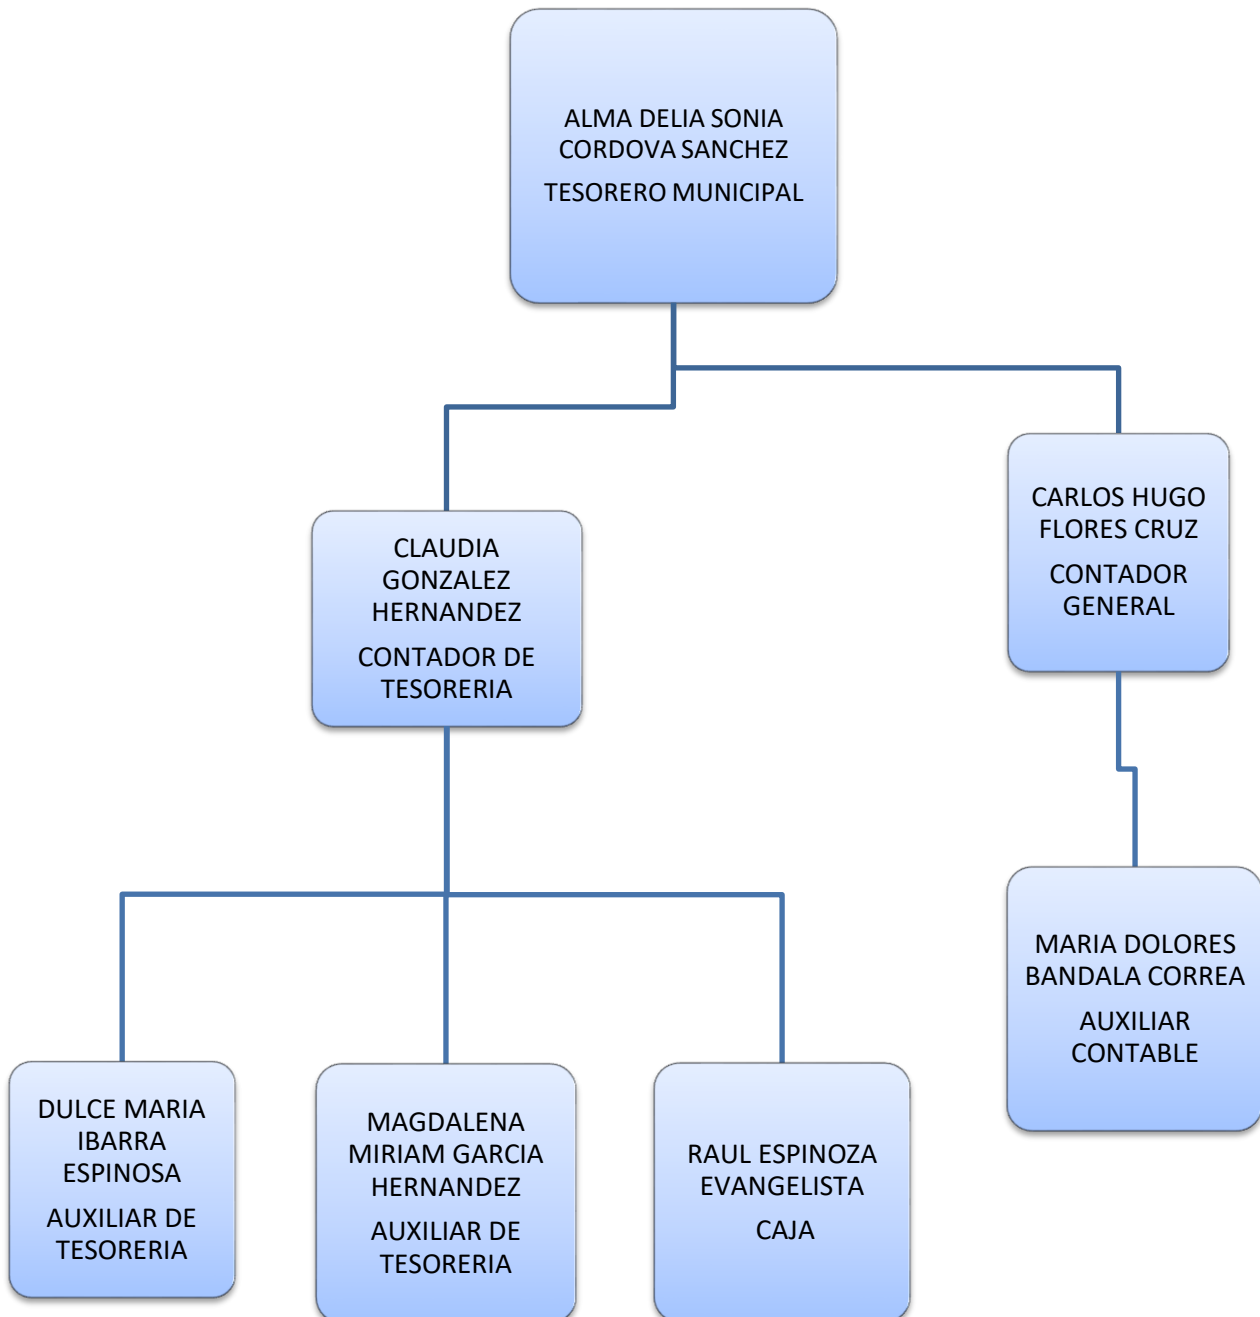 ALMA DELIA SONIA
CORDOVA SANCHEZ
TESORERO MUNICIPAL
CLAUDIA
GONZALEZ
HERNANDEZ
CONTADOR DE
TESORERIA
CARLOS HUGO
FLORES CRUZ
CONTADOR
GENERAL
DULCE MARIA
IBARRA
ESPINOSA
AUXILIAR DE
TESORERIA
MAGDALENA
MIRIAM GARCIA
HERNANDEZ
AUXILIAR DE
TESORERIA
RAUL ESPINOZA
EVANGELISTA
CAJA
MARIA DOLORES
BANDALA CORREA
AUXILIAR
CONTABLE